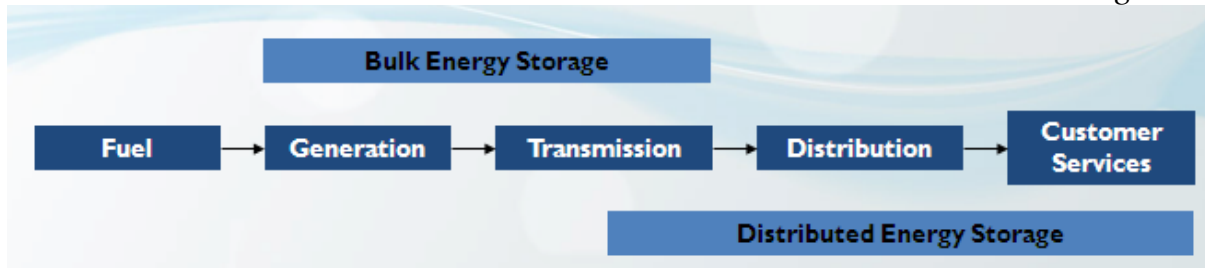 Bulk Energy Storage
Fuel
Generation
Transmission
Distribution
Customer
Services
Distributed Energy Storage